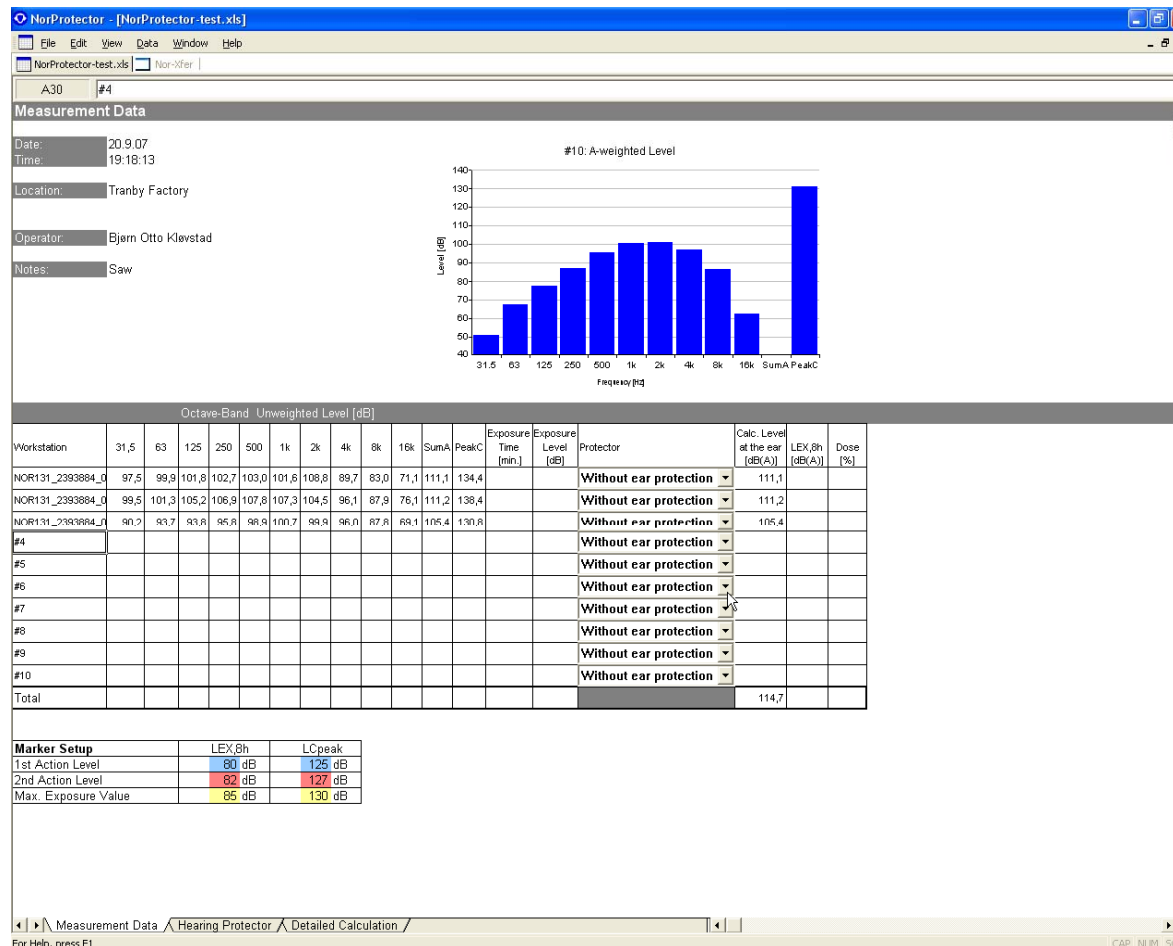 NorProtector - [NorProtector-test.xls]
File Edit View Data Window Help
NorProtector-test.xls Nor-Xfer
A30 #4
Measurement Data
Date: 20.9.07
Time: 19:18:13
Location: Tranby Factory
Operator: Bjørn Otto Kløvstad
Notes: Saw
#10: A-weighted Level
Level [dB]
140
130
120
110
100
90
80
70
60
50
40
31.5 63 125 250 500 1k 2k 4k 8k 16k SumA PeakC
Frequency [Hz]
Octave-Band Unweighted Level [dB]
Workstation 31,5 63 125 250 500 1k 2k 4k 8k 16k SumA PeakC Exposure Time [min.] Exposure Level [dB] Protector Calc. Level at the ear [dB(A)] LEX,8h [dB(A)] Dose [%]
NOR131_2393884_0 97,5 99,9 101,8 102,7 103,0 101,6 108,8 89,7 83,0 71,1 111,1 134,4 Without ear protection 111,1
NOR131_2393884_0 99,5 101,3 105,2 106,9 107,8 107,3 104,5 96,1 87,9 76,1 111,2 138,4 Without ear protection 111,2
NOR131_2393884_0 90,2 93,7 93,8 95,8 98,9 100,7 99,9 96,0 87,8 69,1 105,4 130,8 Without ear protection 105,4
#4 Without ear protection
#5 Without ear protection
#6 Without ear protection
#7 Without ear protection
#8 Without ear protection
#9 Without ear protection
#10 Without ear protection
Total 114,7
Marker Setup LEX,8h LCpeak
1st Action Level 80 dB 125 dB
2nd Action Level 82 dB 127 dB
Max. Exposure Value 85 dB 130 dB
Measurement Data Hearing Protector Detailed Calculation
For Help, press F1 CAP NUM